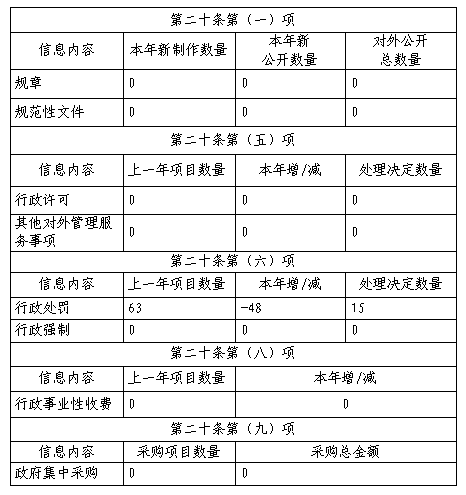 第二十条第（一）项
信息内容 本年新制作数量 本年新公开数量 对外公开总数量
规章 0 0 0
规范性文件 0 0 0
第二十条第（五）项
信息内容 上一年项目数量 本年增/减 处理决定数量
行政许可 0 0 0
其他对外管理服务事项 0 0 0
第二十条第（六）项
信息内容 上一年项目数量 本年增/减 处理决定数量
行政处罚 63 -48 15
行政强制 0 0 0
第二十条第（八）项
信息内容 上一年项目数量 本年增/减
行政事业性收费 0 0
第二十条第（九）项
信息内容 采购项目数量 采购总金额
政府集中采购 0 0